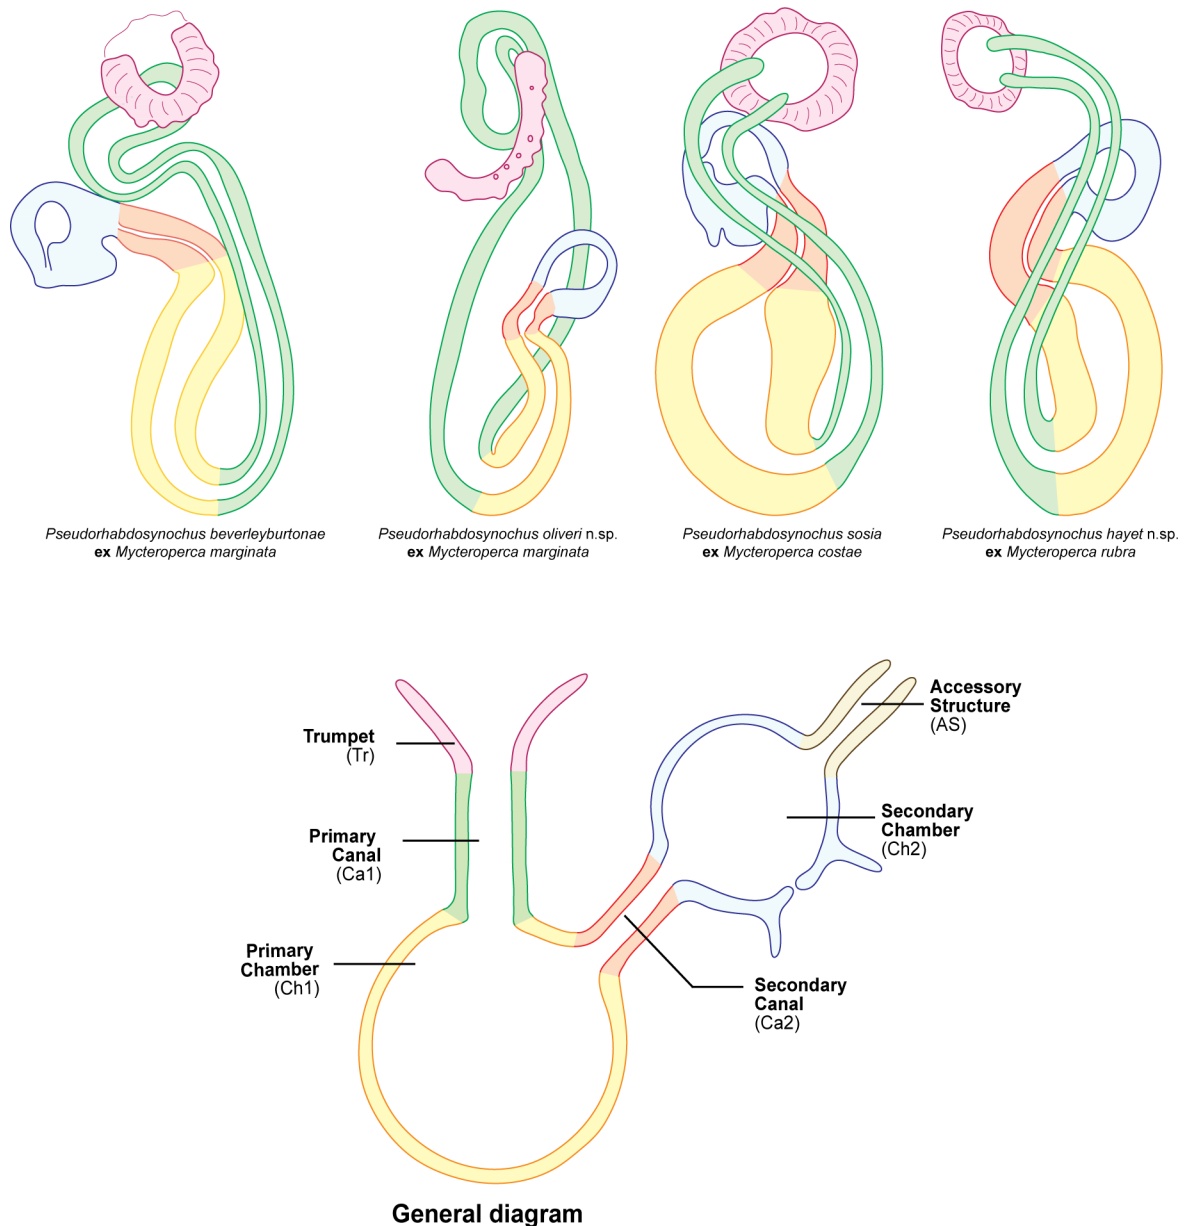 Pseudorhabdosynochus beverleyburtonae
ex Mycteroperca marginata
Pseudorhabdosynochus oliveri n.sp.
ex Mycteroperca marginata
Pseudorhabdosynochus sosia
ex Mycteroperca costae
Pseudorhabdosynochus hayet n.sp.
ex Mycteroperca rubra
Trumpet
(Tr)
Accessory
Structure
(AS)
Primary
Canal
(Ca1)
Secondary
Chamber
(Ch2)
Primary
Chamber
(Ch1)
Secondary
Canal
(Ca2)
General diagram